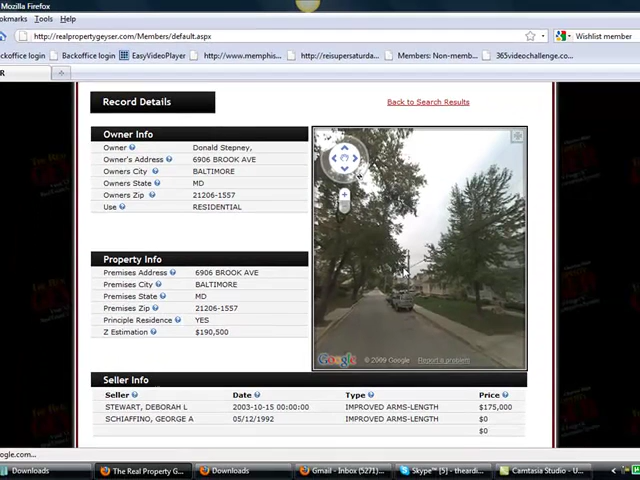 Mozilla Firefox
ookmarks Tools Help
http://realpropertygeyser.com/Members/default.aspx
Wishlist member
ckoffice login Backoffice login EasyVideoPlayer http://www.memphis... http://reisupersaturda... Members: Non-memb... 365videochallenge.co...
R
Record Details
Back to Search Results
Owner Info
Owner Donald Stepney,
Owner's Address 6906 BROOK AVE
Owners City BALTIMORE
Owners State MD
Owners Zip 21206-1557
Use RESIDENTIAL
Property Info
Premises Address 6906 BROOK AVE
Premises City BALTIMORE
Premises State MD
Premises Zip 21206-1557
Principle Residence YES
Z Estimation $190,500
Google © 2009 Google Report a problem
Seller Info
Seller Date Type Price
STEWART, DEBORAH L 2003-10-15 00:00:00 IMPROVED ARMS-LENGTH $175,000
SCHIAFFINO, GEORGE A 05/12/1992 IMPROVED ARMS-LENGTH $0
$0
ogle.com...
Downloads The Real Property G... Downloads Gmail - Inbox (5271)... Skype™ [5] - theardi... Camtasia Studio - U...